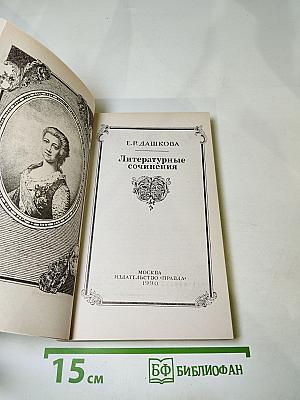 Е.Р.ДАШКОВА
Литературные
сочинения
МОСКВА
ИЗДАТЕЛЬСТВО «ПРАВДА»
1990
15 см
БФ БИБЛИОФАН